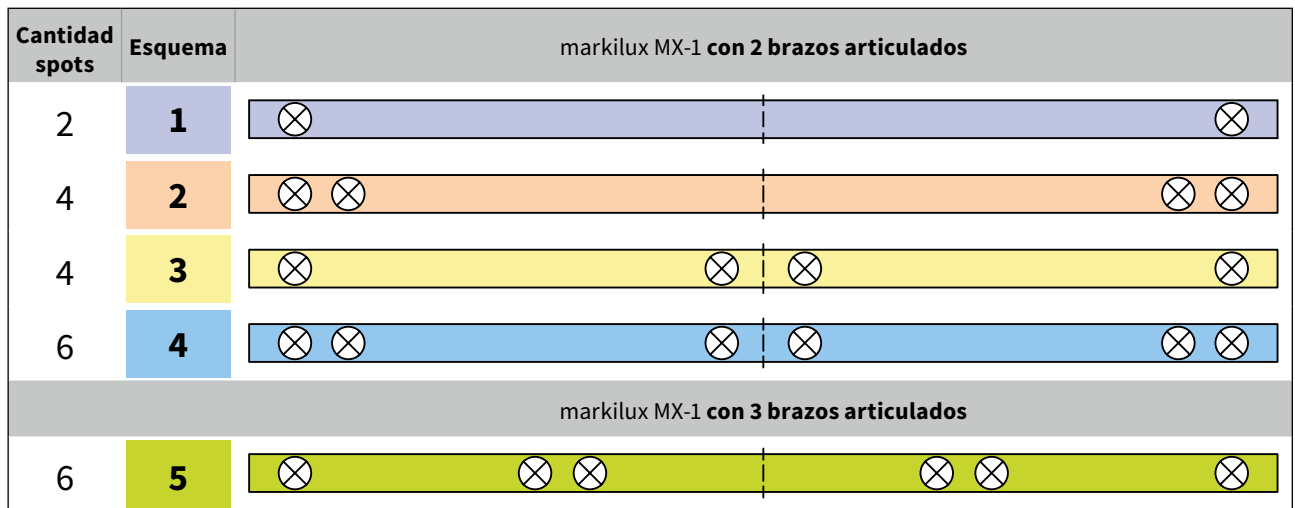 Cantidad spots Esquema markilux MX-1 con 2 brazos articulados
2 1
4 2
4 3
6 4
markilux MX-1 con 3 brazos articulados
6 5